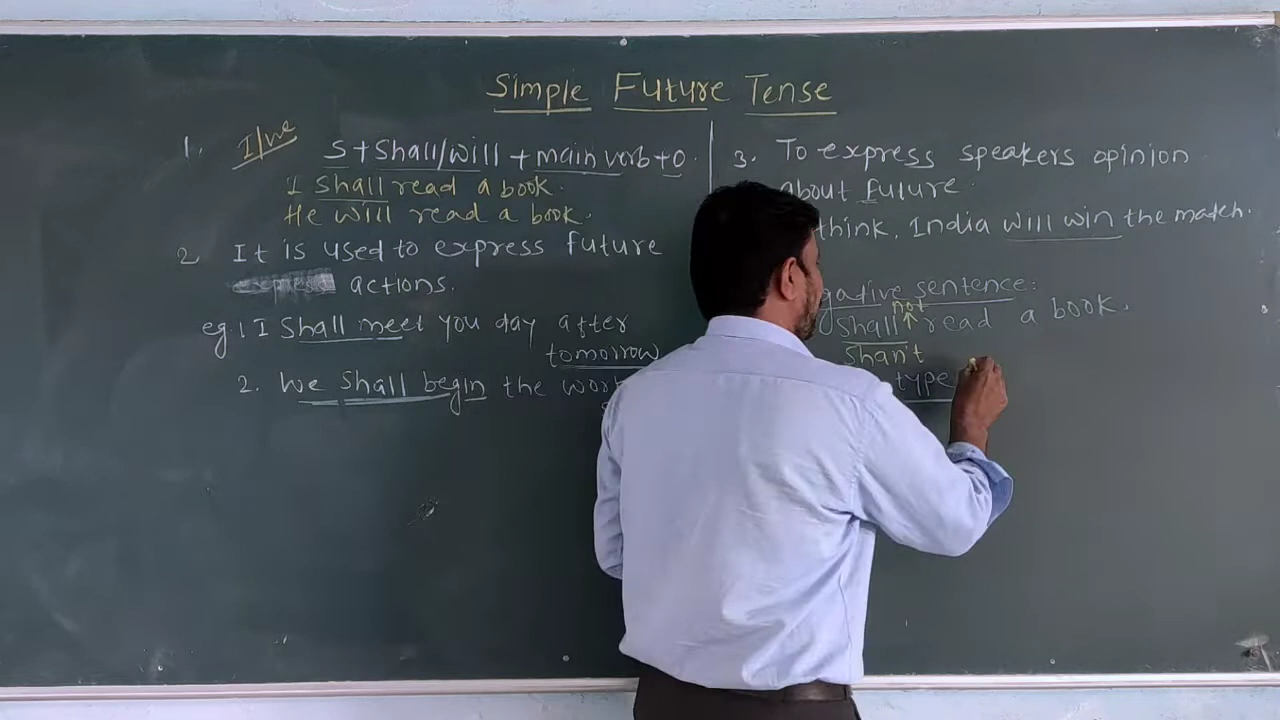 Simple Future Tense
1. I/we S+Shall/will + main verb+O.
I shall read a book.
He will read a book.
2 It is used to express future
actions.
eg 1 I Shall meet you day after
tomorrow
2. We Shall begin the work
3. To express speakers opinion
about future.
think, India will win the match.
gative sentence:
not
Shall read a book.
Shan't
type